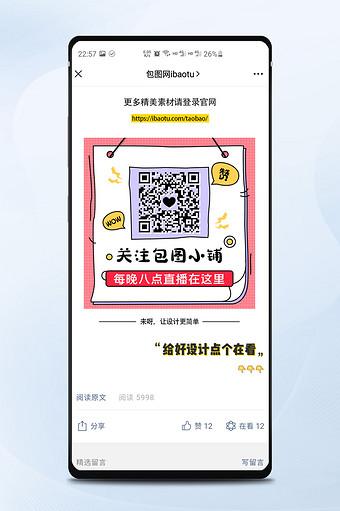 22:57 26%
包图网ibaotu
更多精美素材请登录官网
https://ibaotu.com/taobao/
赞
WOW
关注包图小铺
每晚八点直播在这里
来呀，让设计更简单
“给好设计点个在看”
阅读原文 阅读 5998
分享 赞 12 在看 12
精选留言 写留言